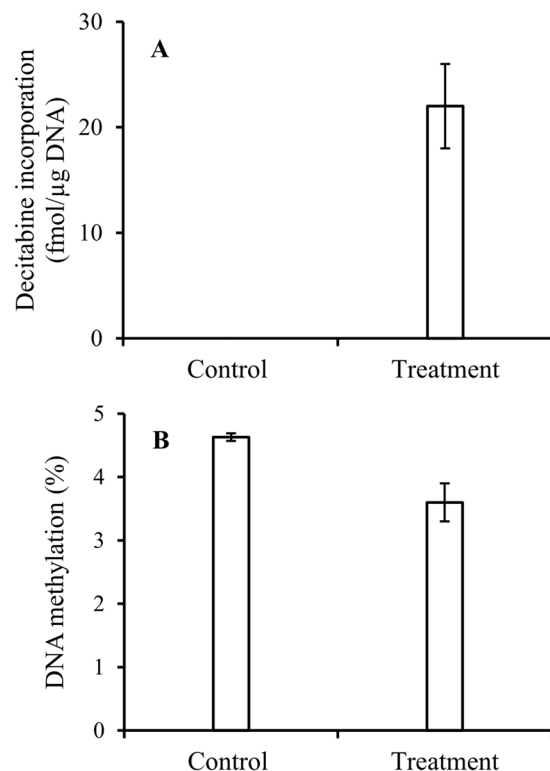 A
Decitabine incorporation
(fmol/µg DNA)
30
20
10
0
Control Treatment
B
DNA methylation (%)
5
4
3
2
1
0
Control Treatment